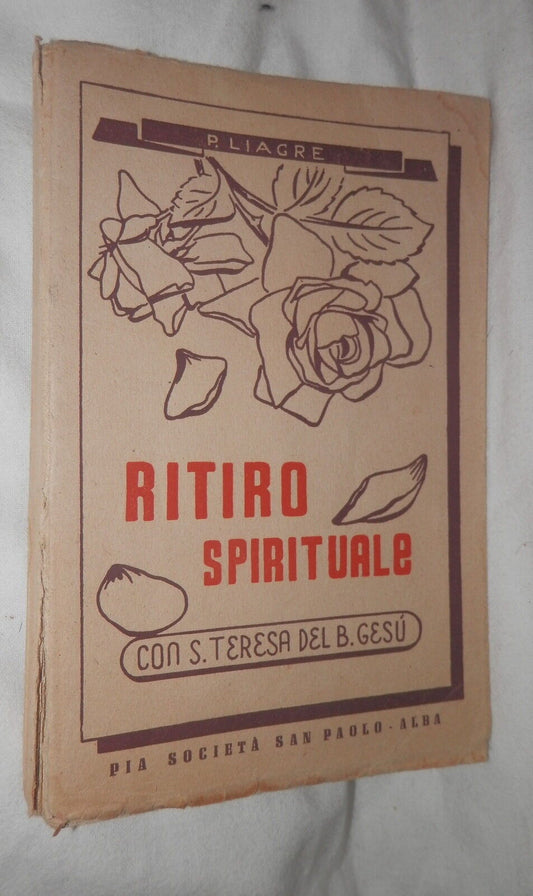 P. LIAGRE
RITIRO
SPIRITUALe
CON S. TERESA DEL B. GESÚ
PIA SOCIETÀ SAN PAOLO - ALBA